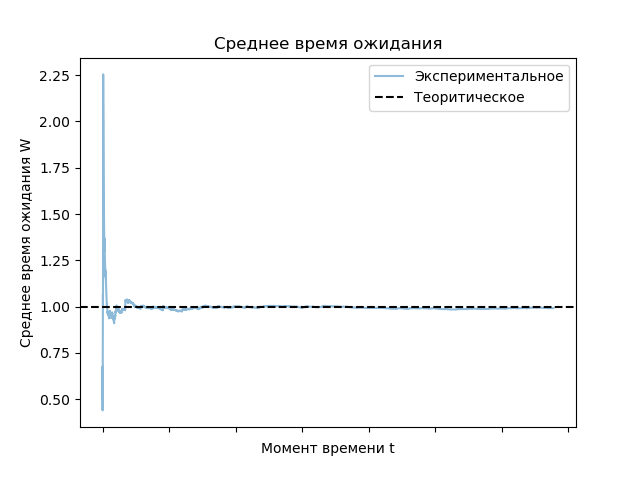 Среднее время ожидания
Экспериментальное
Теоритическое
2.25
2.00
1.75
1.50
1.25
1.00
0.75
0.50
Среднее время ожидания W
Момент времени t